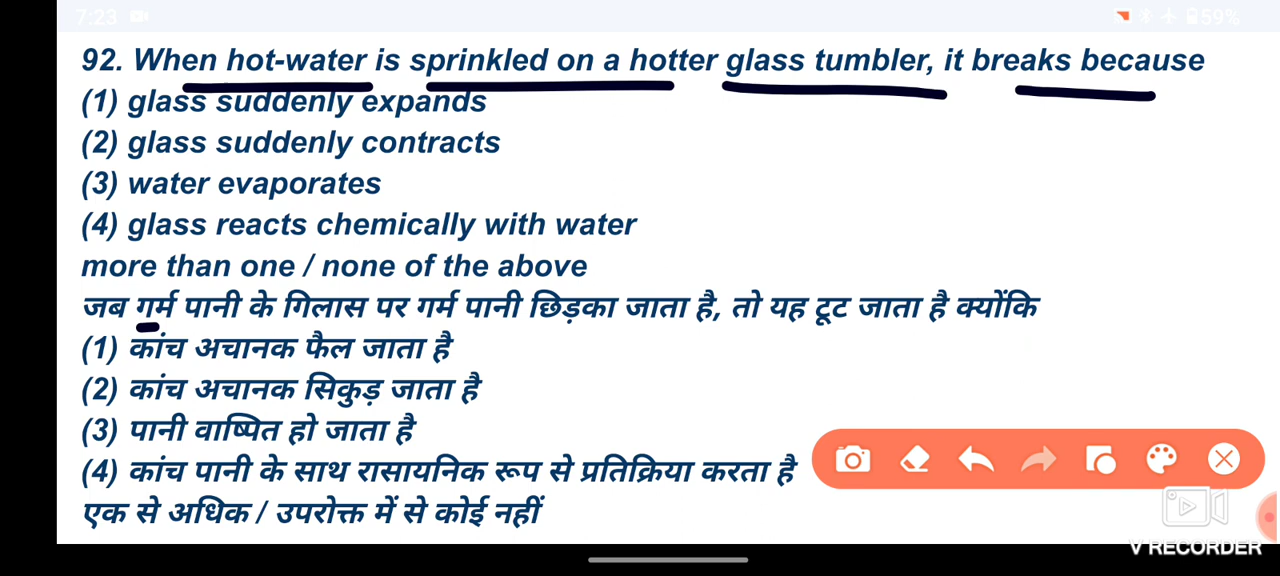 7:23
59%
92. When hot-water is sprinkled on a hotter glass tumbler, it breaks because
(1) glass suddenly expands
(2) glass suddenly contracts
(3) water evaporates
(4) glass reacts chemically with water
more than one / none of the above
जब गर्म पानी के गिलास पर गर्म पानी छिड़का जाता है, तो यह टूट जाता है क्योंकि
(1) कांच अचानक फैल जाता है
(2) कांच अचानक सिकुड़ जाता है
(3) पानी वाष्पित हो जाता है
(4) कांच पानी के साथ रासायनिक रूप से प्रतिक्रिया करता है
एक से अधिक / उपरोक्त में से कोई नहीं
V RECORDER